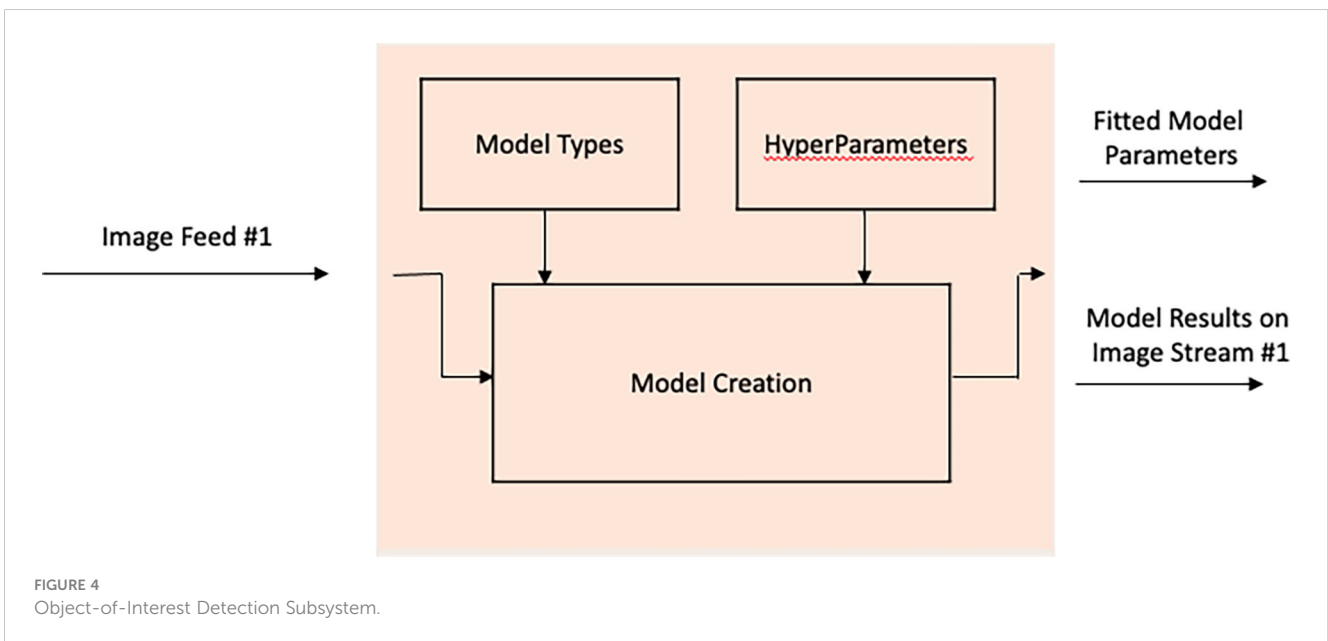 Model Types
HyperParameters
Fitted Model
Parameters
Image Feed #1
Model Results on
Image Stream #1
Model Creation
FIGURE 4
Object-of-Interest Detection Subsystem.